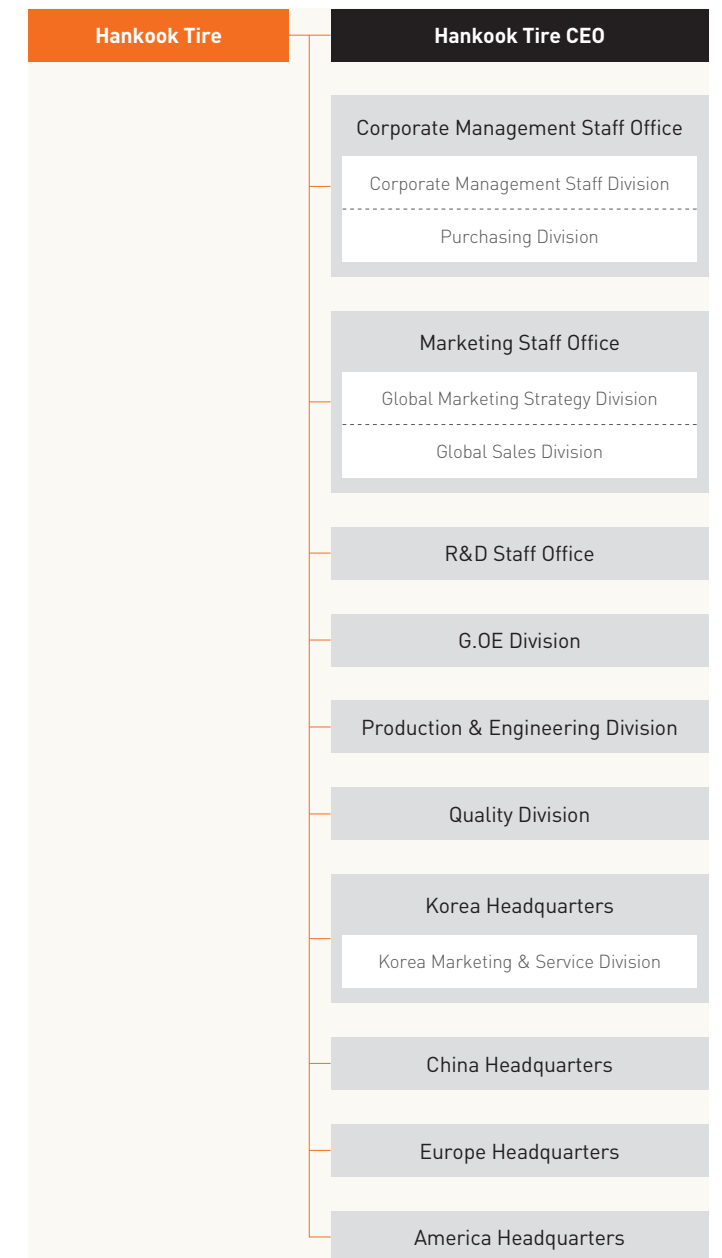 Hankook Tire
Hankook Tire CEO
Corporate Management Staff Office
Corporate Management Staff Division
Purchasing Division
Marketing Staff Office
Global Marketing Strategy Division
Global Sales Division
R&D Staff Office
G.OE Division
Production & Engineering Division
Quality Division
Korea Headquarters
Korea Marketing & Service Division
China Headquarters
Europe Headquarters
America Headquarters